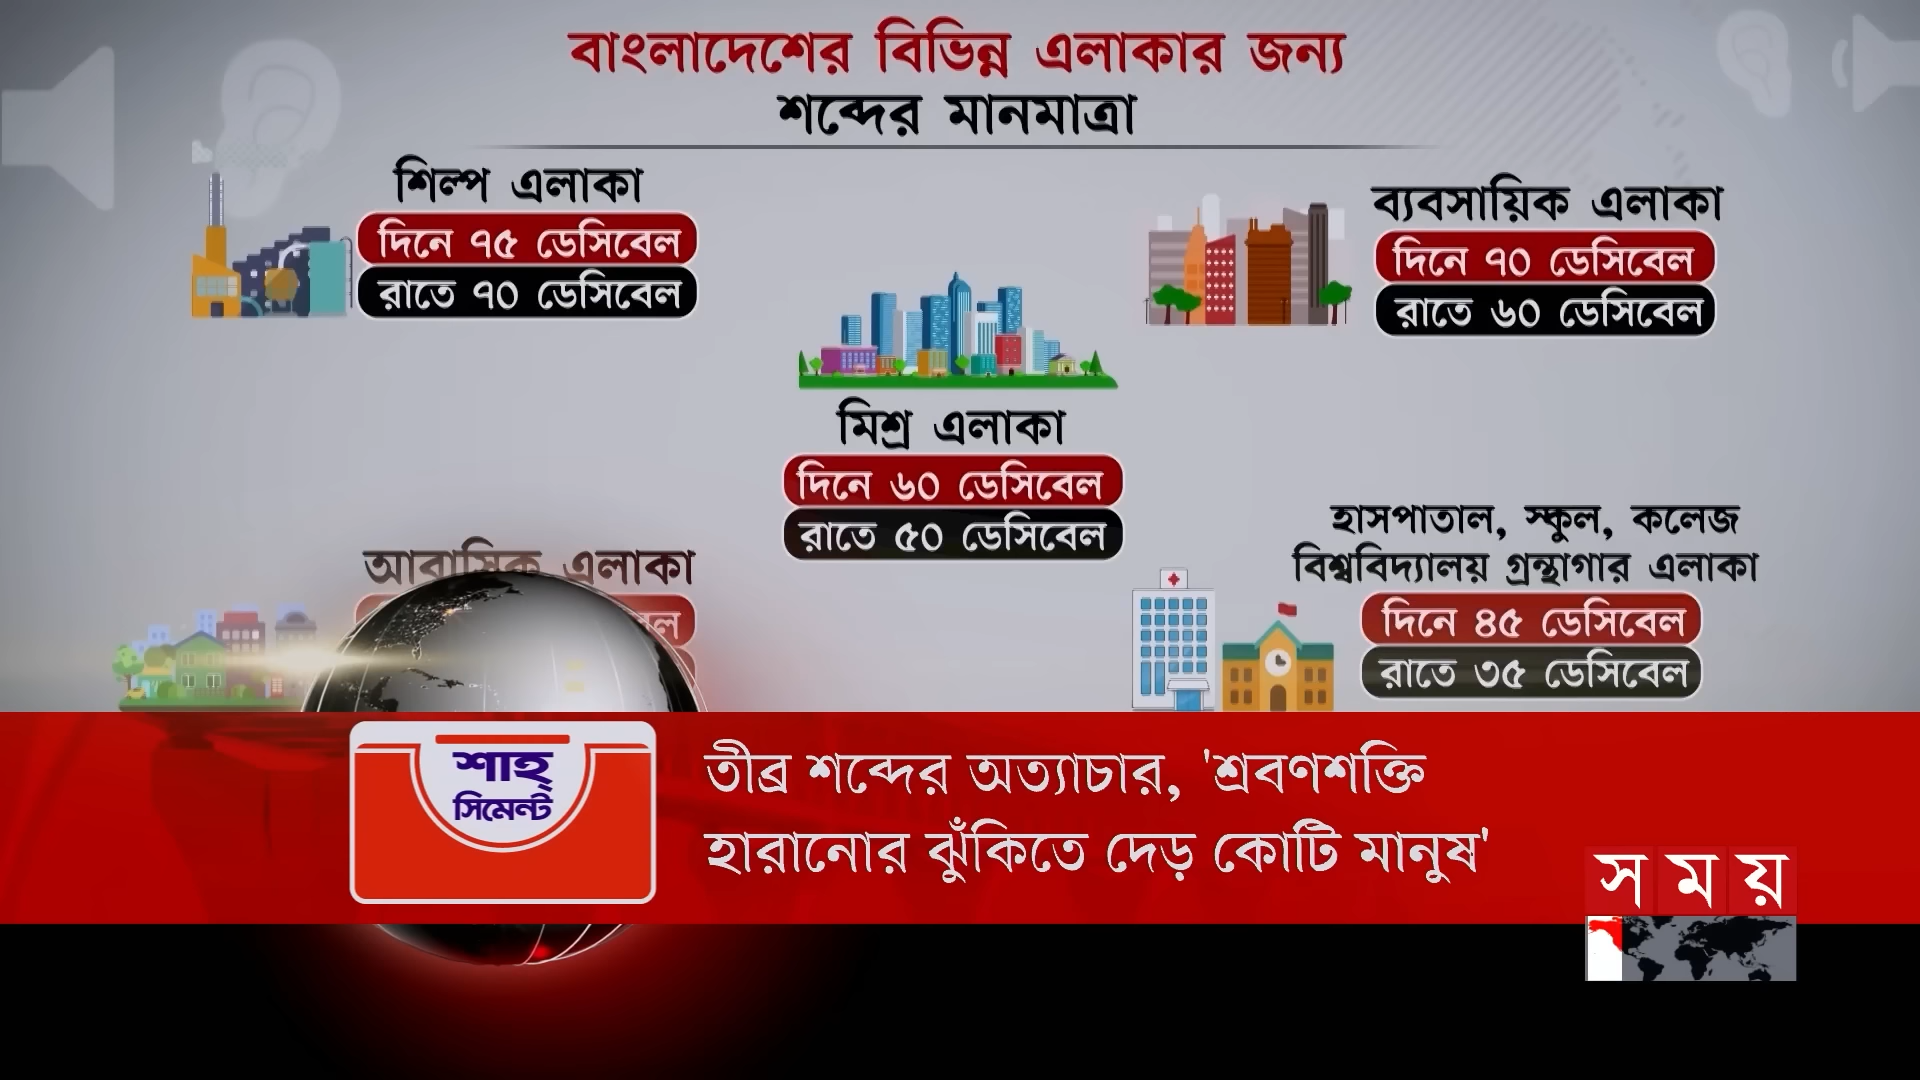 বাংলাদেশের বিভিন্ন এলাকার জন্য
শব্দের মানমাত্রা
শিল্প এলাকা
দিনে ৭৫ ডেসিবেল
রাতে ৭০ ডেসিবেল
ব্যবসায়িক এলাকা
দিনে ৭০ ডেসিবেল
রাতে ৬০ ডেসিবেল
মিশ্র এলাকা
দিনে ৬০ ডেসিবেল
রাতে ৫০ ডেসিবেল
আবাসিক এলাকা
হাসপাতাল, স্কুল, কলেজ
বিশ্ববিদ্যালয় গ্রন্থাগার এলাকা
দিনে ৪৫ ডেসিবেল
রাতে ৩৫ ডেসিবেল
শাহ্
সিমেন্ট
তীব্র শব্দের অত্যাচার, 'শ্রবণশক্তি
হারানোর ঝুঁকিতে দেড় কোটি মানুষ'
সময়